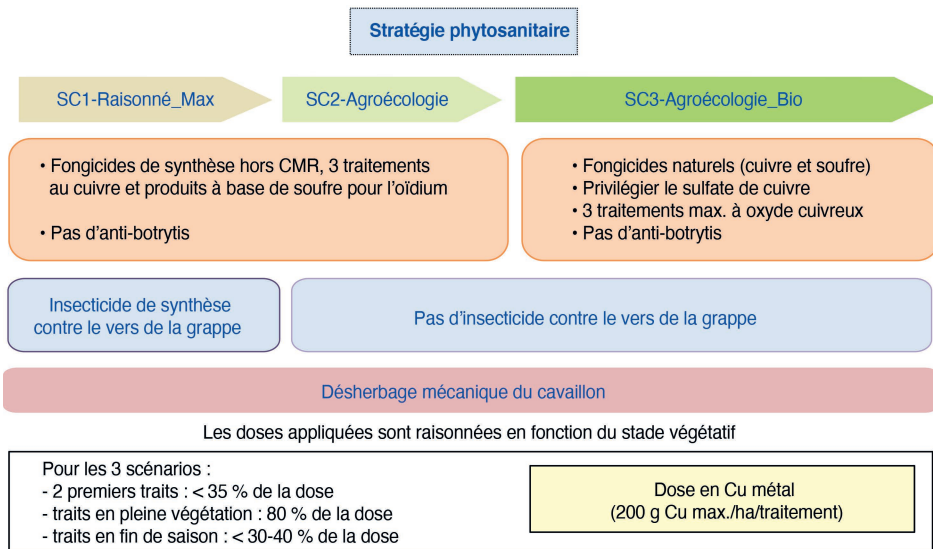 Stratégie phytosanitaire
SC1-Raisonné_Max
SC2-Agroécologie
SC3-Agroécologie_Bio
• Fongicides de synthèse hors CMR, 3 traitements
au cuivre et produits à base de soufre pour l'oïdium
• Pas d'anti-botrytis
• Fongicides naturels (cuivre et soufre)
• Privilégier le sulfate de cuivre
• 3 traitements max. à oxyde cuivreux
• Pas d'anti-botrytis
Insecticide de synthèse
contre le vers de la grappe
Pas d'insecticide contre le vers de la grappe
Désherbage mécanique du cavaillon
Les doses appliquées sont raisonnées en fonction du stade végétatif
Pour les 3 scénarios :
- 2 premiers traits : < 35 % de la dose
- traits en pleine végétation : 80 % de la dose
- traits en fin de saison : < 30-40 % de la dose
Dose en Cu métal
(200 g Cu max./ha/traitement)